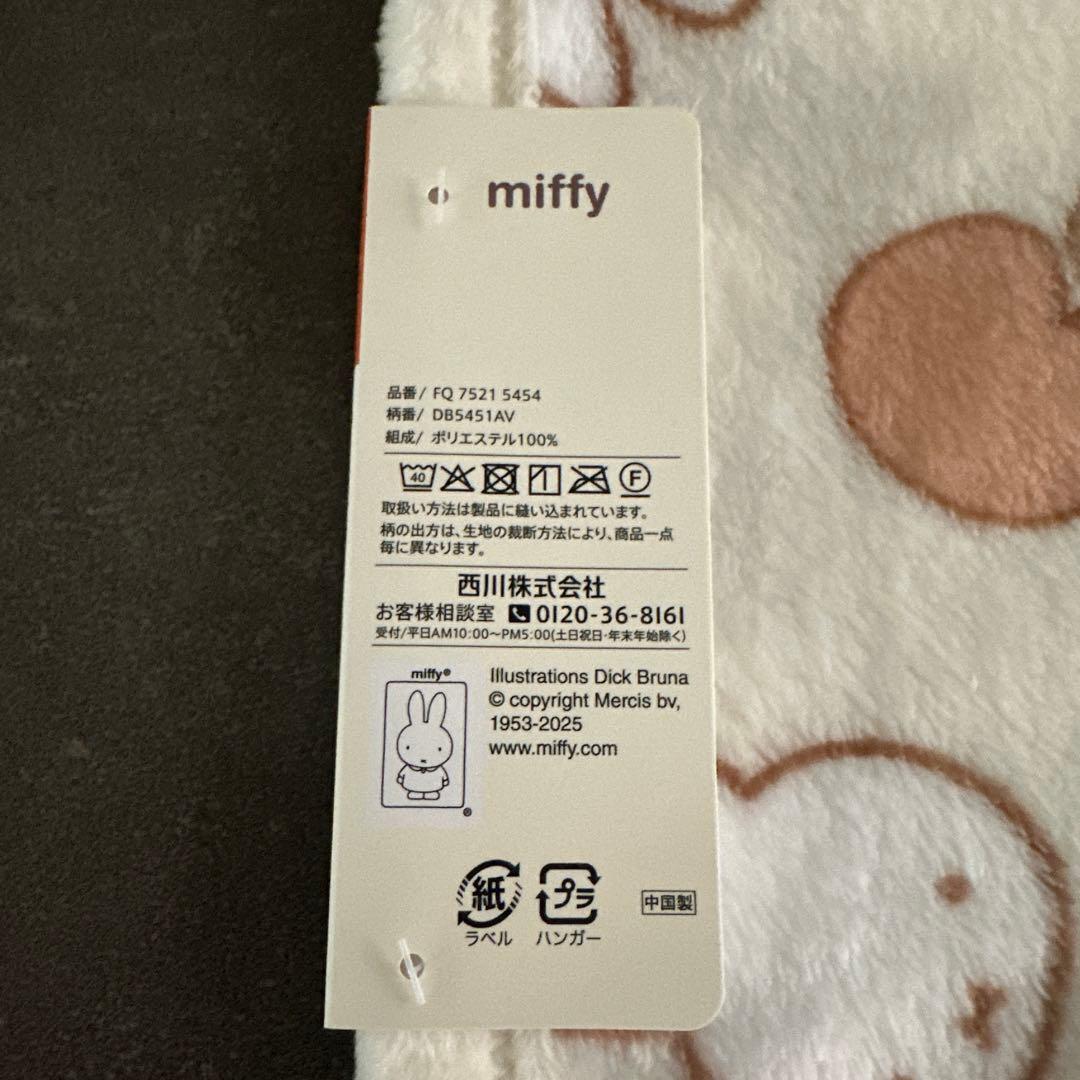 miffy
品番/ FQ 7521 5454
柄番/ DB5451AV
組成/ ポリエステル100%
40 F
取扱い方法は製品に縫い込まれています。
柄の出方は、生地の裁断方法により、商品一点
毎に異なります。
西川株式会社
お客様相談室 0120-36-8161
受付/平日AM10:00〜PM5:00(土日祝日・年末年始除く)
miffy®
®
Illustrations Dick Bruna
© copyright Mercis bv,
1953-2025
www.miffy.com
紙 プラ
ラベル ハンガー
中国製